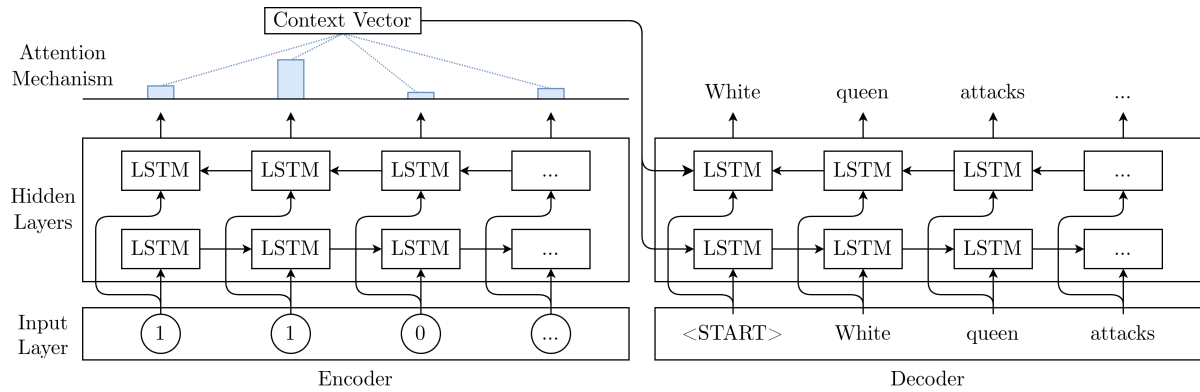 Context Vector
Attention
Mechanism
White queen attacks ...
LSTM LSTM LSTM ... LSTM LSTM LSTM ...
Hidden
Layers
LSTM LSTM LSTM ... LSTM LSTM LSTM ...
Input
Layer
1 1 0 ... <START> White queen attacks
Encoder Decoder